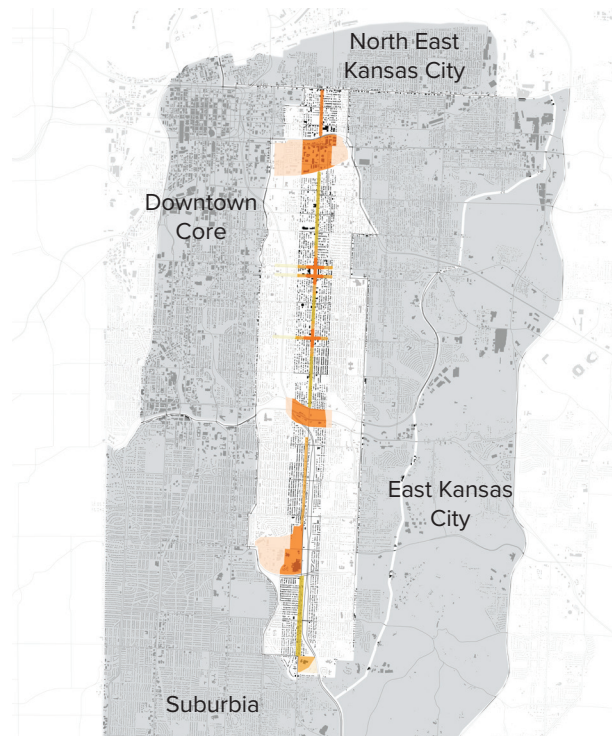 North East
Kansas City
Downtown
Core
East Kansas
City
Suburbia